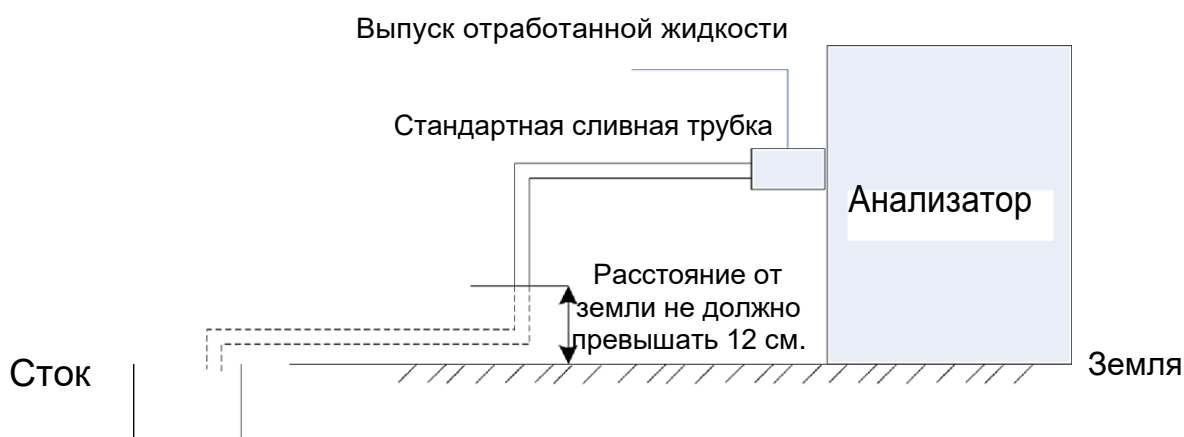 Выпуск отработанной жидкости
Стандартная сливная трубка
Анализатор
Расстояние от
земли не должно
превышать 12 см.
Сток
Земля